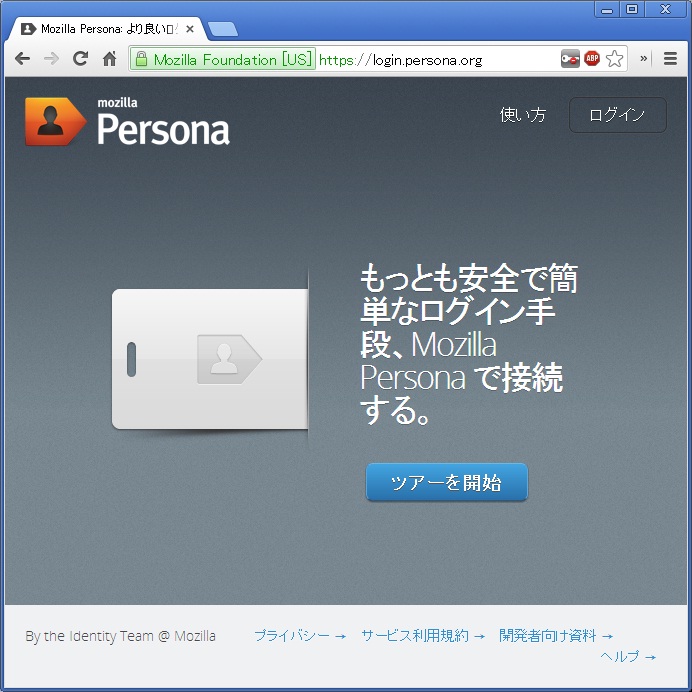 Mozilla Persona: より良い
Mozilla Foundation [US] https://login.persona.org
ABP
mozilla
Persona
使い方
ログイン
もっとも安全で簡
単なログイン手
段、Mozilla
Persona で接続
する。
ツアーを開始
By the Identity Team @ Mozilla プライバシー → サービス利用規約 → 開発者向け資料 →
ヘルプ →